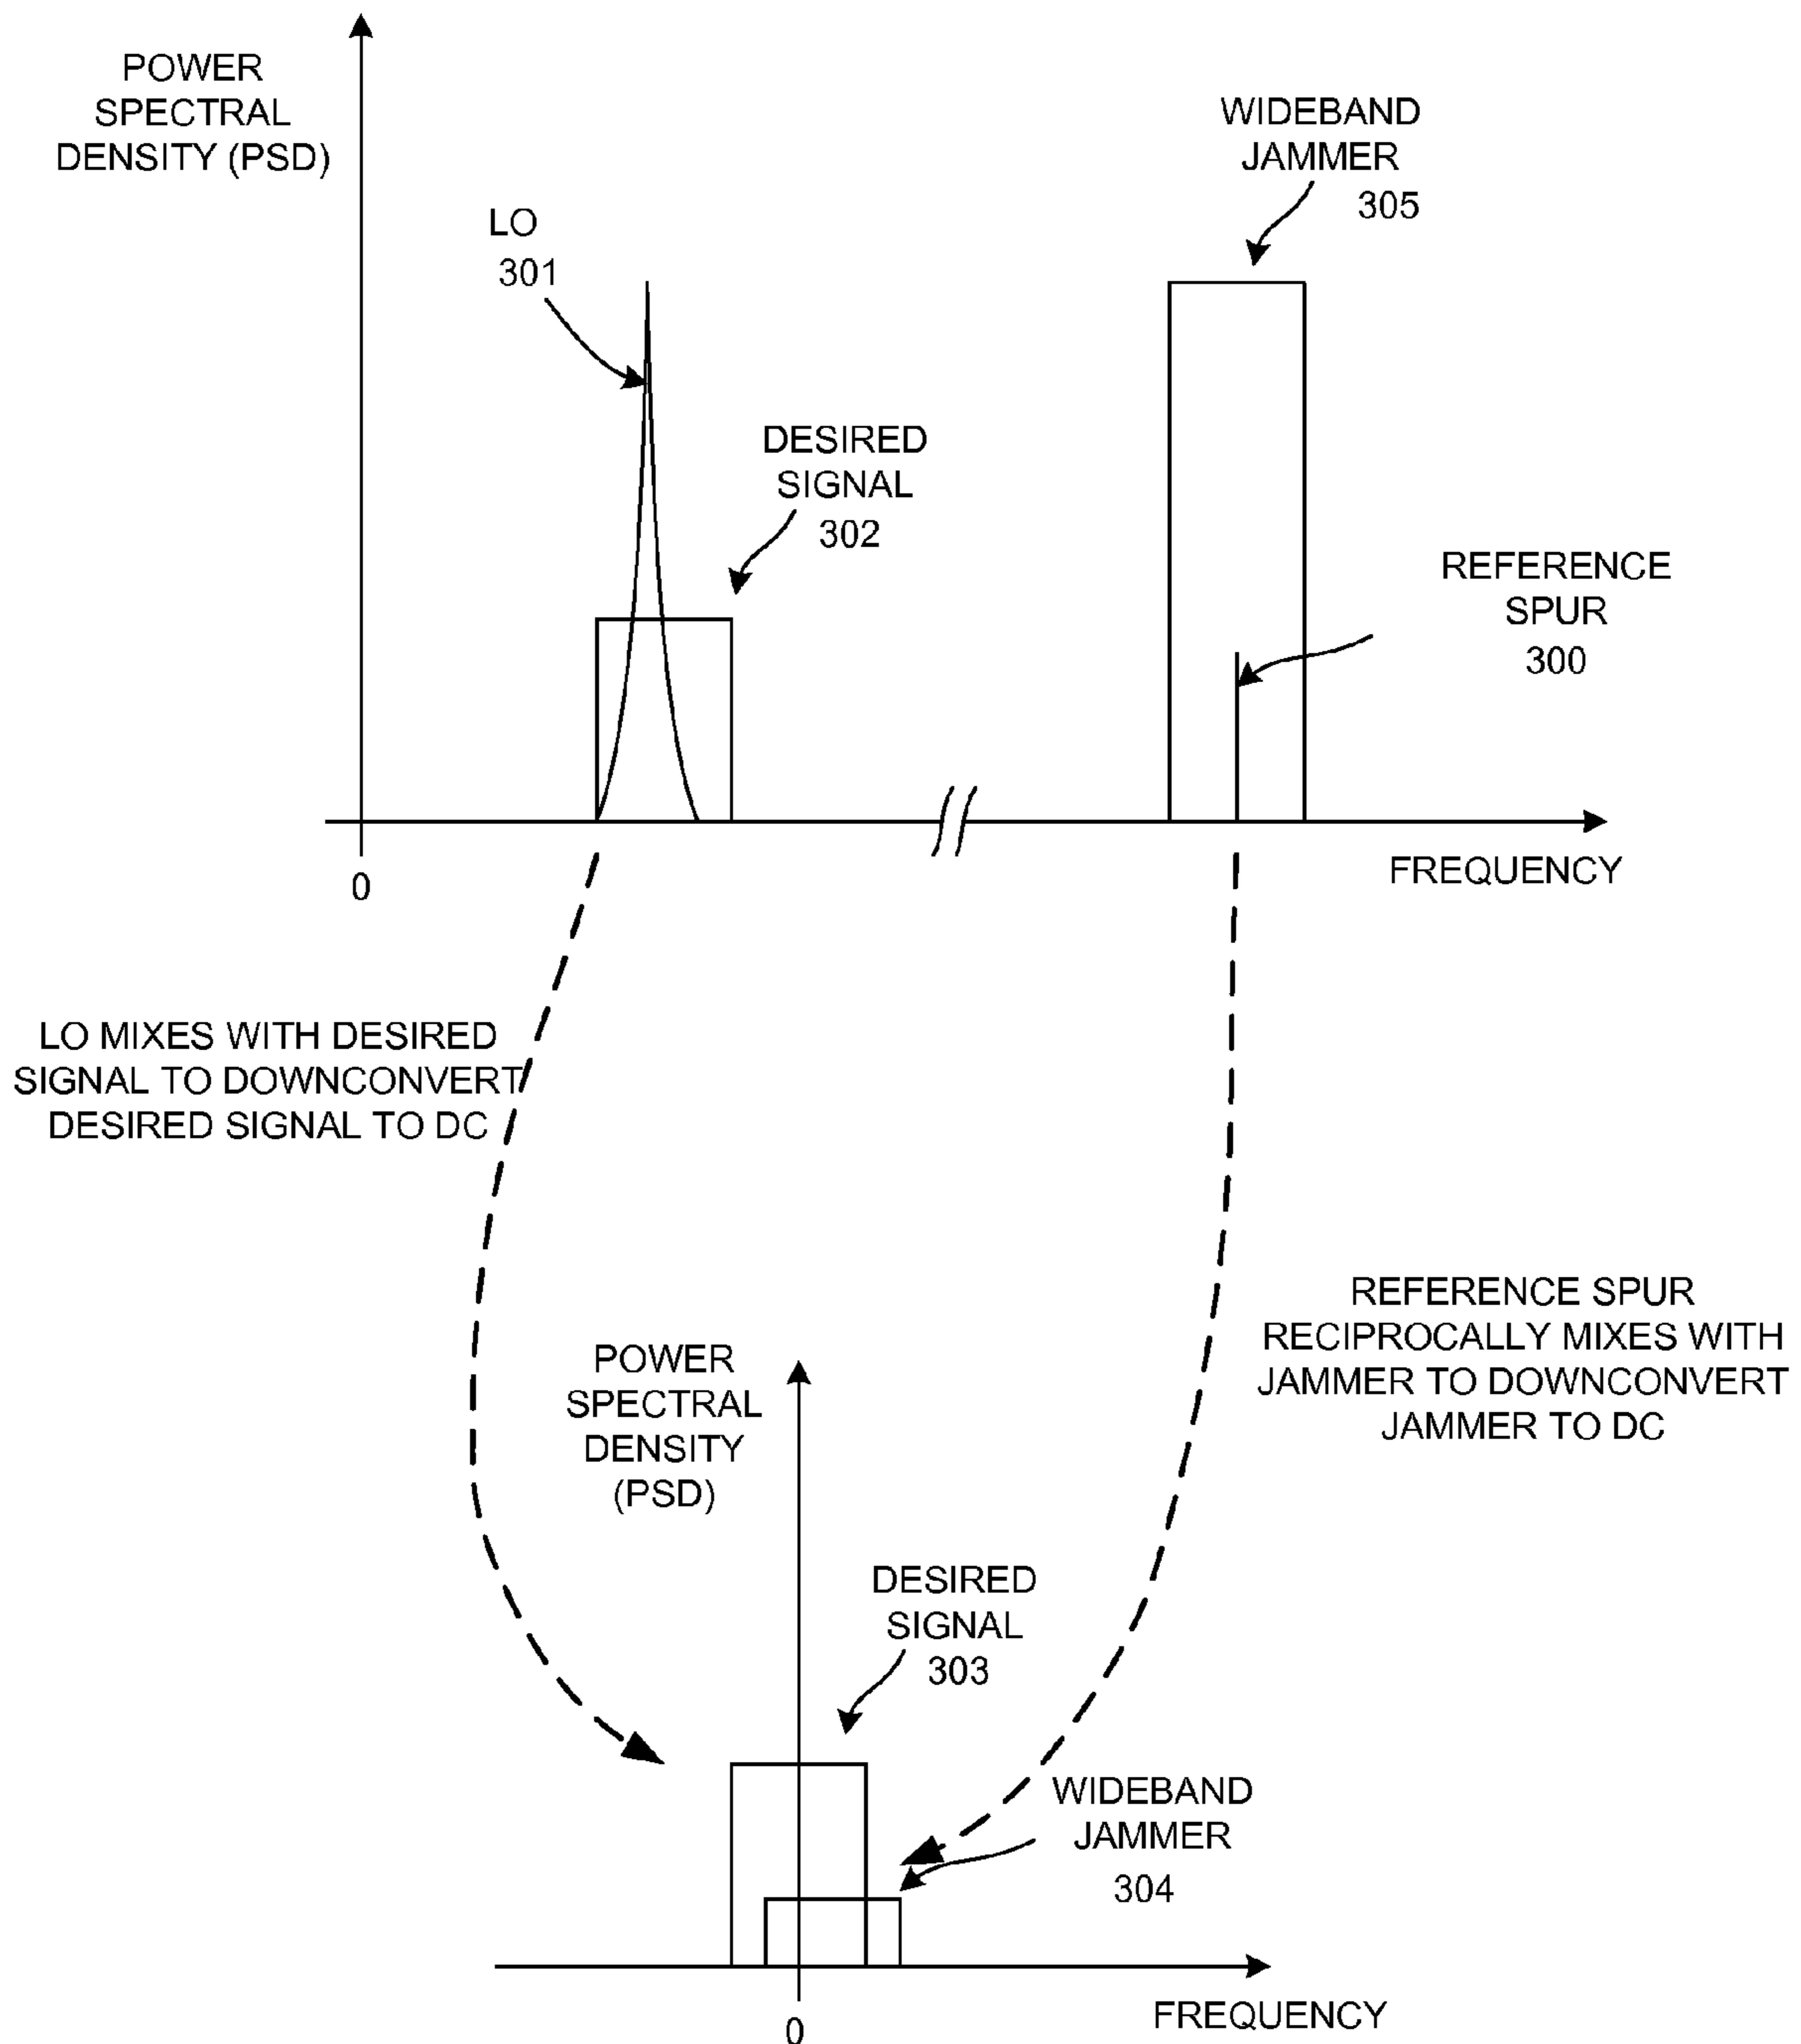 POWER
SPECTRAL
DENSITY (PSD)
WIDEBAND
JAMMER
305
LO
301
DESIRED
SIGNAL
302
REFERENCE
SPUR
300
0
FREQUENCY
LO MIXES WITH DESIRED
SIGNAL TO DOWNCONVERT
DESIRED SIGNAL TO DC
REFERENCE SPUR
RECIPROCALLY MIXES WITH
JAMMER TO DOWNCONVERT
JAMMER TO DC
POWER
SPECTRAL
DENSITY
(PSD)
DESIRED
SIGNAL
303
WIDEBAND
JAMMER
304
0
FREQUENCY